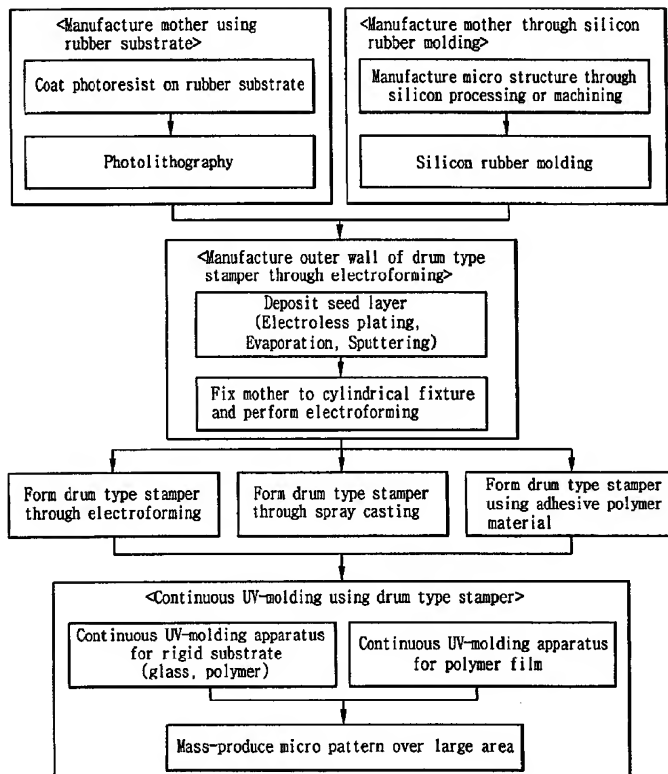 <Manufacture mother using
rubber substrate>
Coat photoresist on rubber substrate
Photolithography
<Manufacture mother through silicon
rubber molding>
Manufacture micro structure through
silicon processing or machining
Silicon rubber molding
<Manufacture outer wall of drum type
stamper through electroforming>
Deposit seed layer
(Electroless plating,
Evaporation, Sputtering)
Fix mother to cylindrical fixture
and perform electroforming
Form drum type stamper
through electroforming
Form drum type stamper
through spray casting
Form drum type stamper
using adhesive polymer
material
<Continuous UV-molding using drum type stamper>
Continuous UV-molding apparatus
for rigid substrate
(glass, polymer)
Continuous UV-molding apparatus
for polymer film
Mass-produce micro pattern over large area